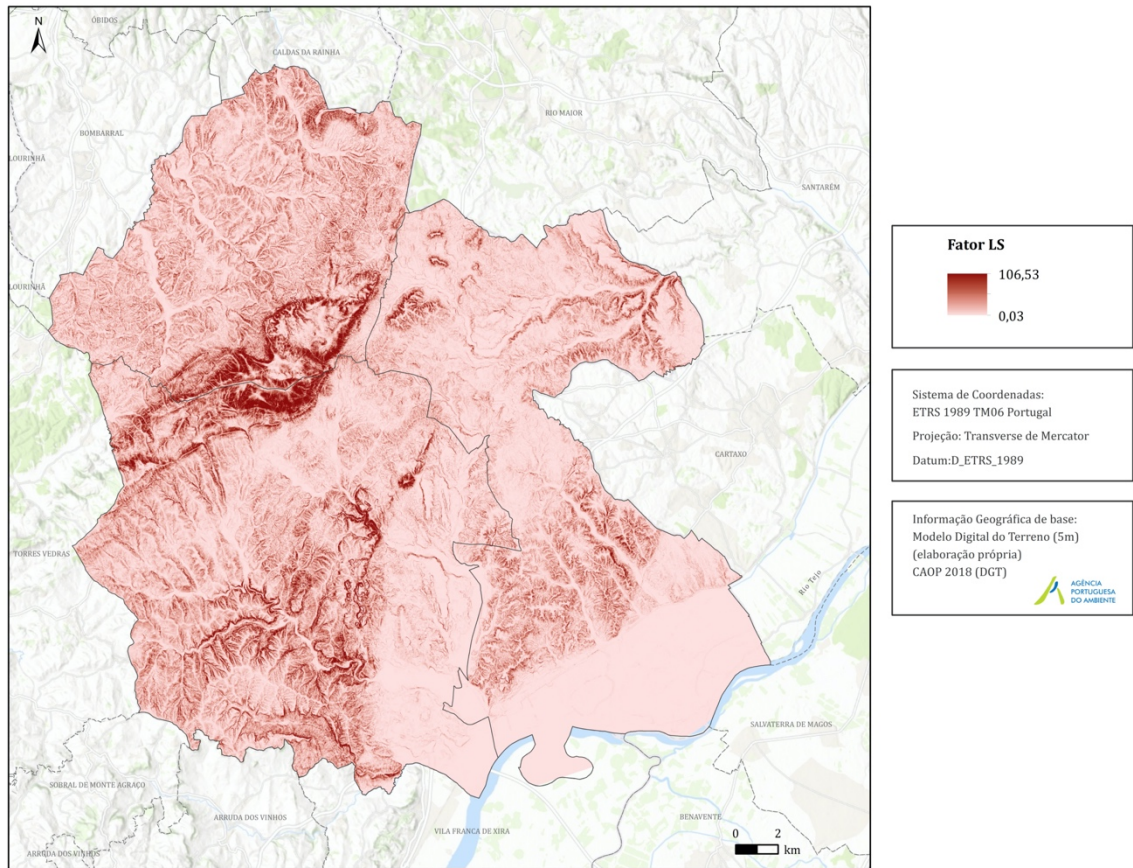 N
ÓBIDOS
CALDAS DA RAINHA
RIO MAIOR
BOMBARRAL
LOURINHÃ
SANTARÉM
LOURINHÃ
CARTAXO
TORRES VEDRAS
Rio Tejo
SALVATERRA DE MAGOS
SOBRAL DE MONTE AGRAÇO
ARRUDA DOS VINHOS
VILA FRANCA DE XIRA
BENAVENTE
ARRUDA DOS VINHOS
0 2
km
Fator LS
106,53
0,03
Sistema de Coordenadas:
ETRS 1989 TM06 Portugal
Projeção: Transverse de Mercator
Datum:D_ETRS_1989
Informação Geográfica de base:
Modelo Digital do Terreno (5m)
(elaboração própria)
CAOP 2018 (DGT)
AGÊNCIA
PORTUGUESA
DO AMBIENTE